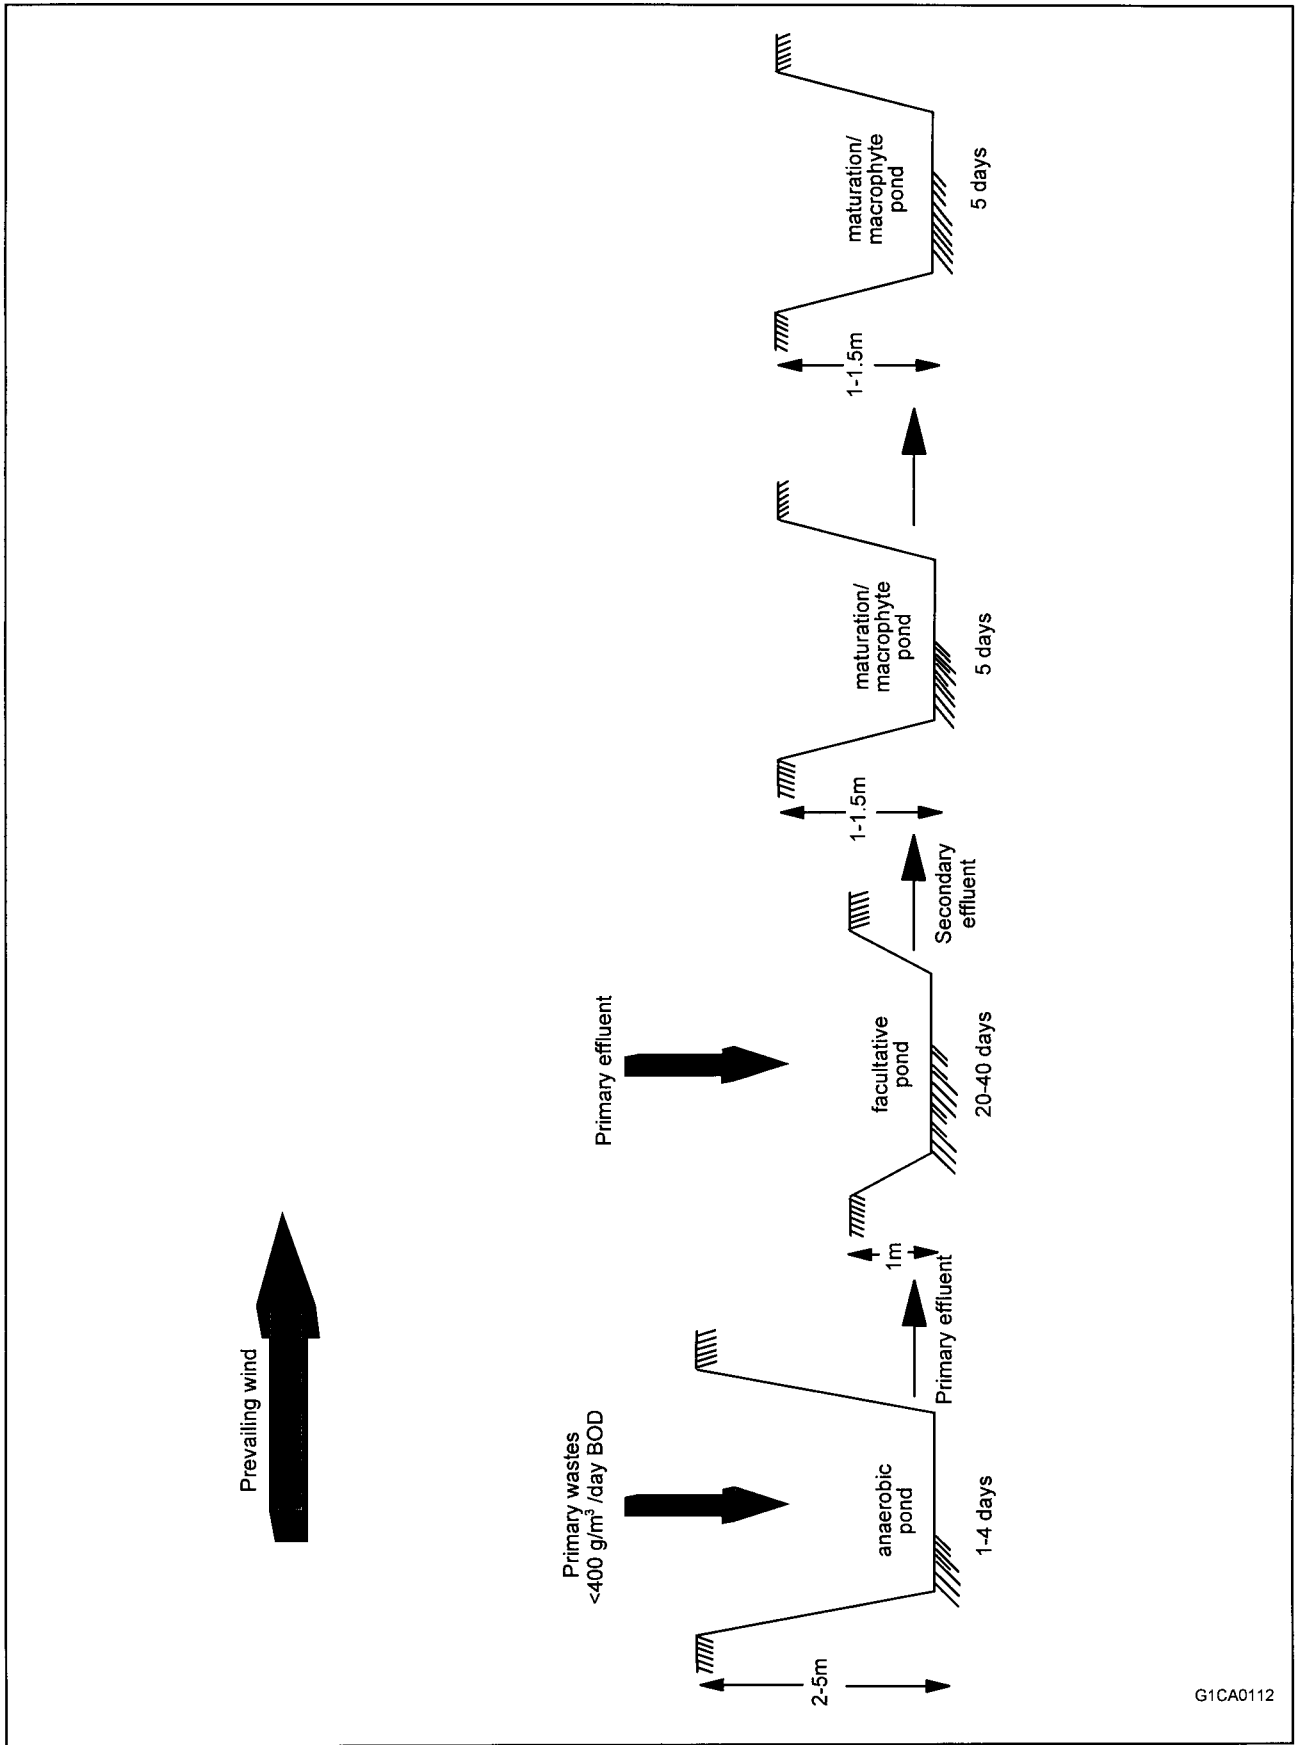 Prevailing wind
Primary wastes
<400 g/m³ /day BOD
Primary effluent
2-5m
anaerobic
pond
1-4 days
Primary effluent
1m
facultative
pond
20-40 days
Secondary
effluent
1-1.5m
maturation/
macrophyte
pond
5 days
1-1.5m
maturation/
macrophyte
pond
5 days
G1CA0112